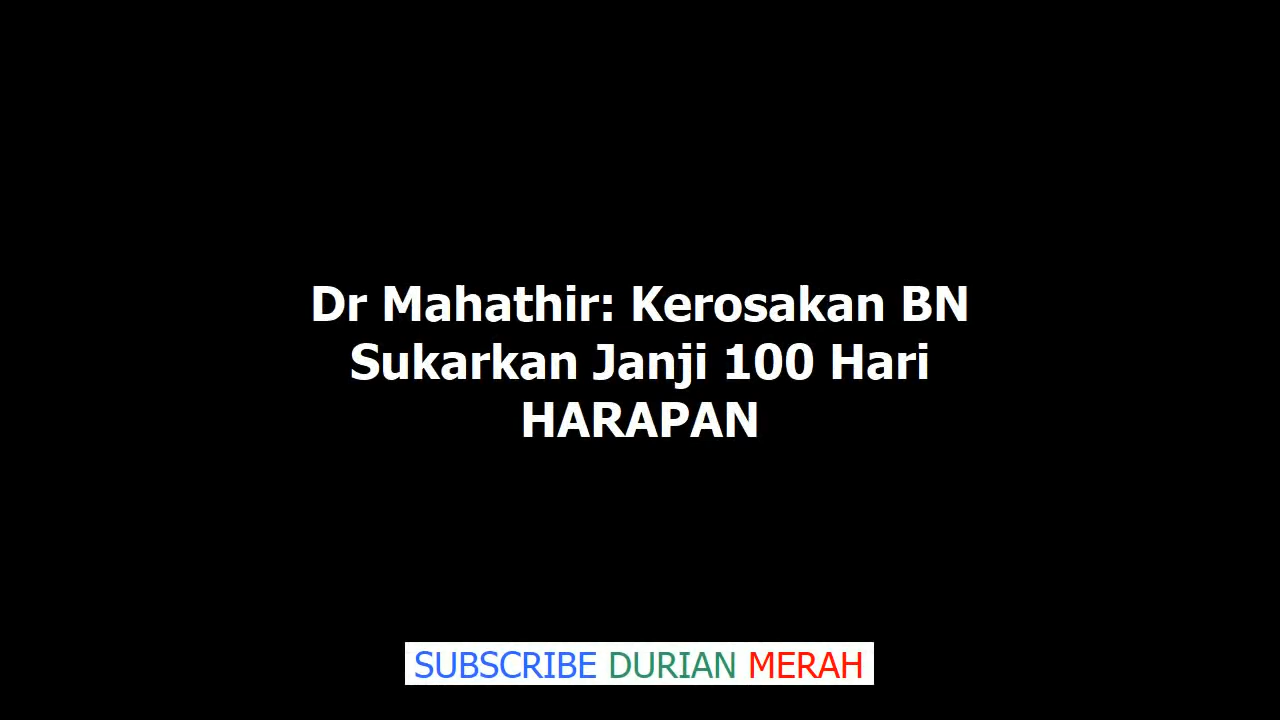 Dr Mahathir: Kerosakan BN
Sukarkan Janji 100 Hari
HARAPAN
SUBSCRIBE DURIAN MERAH